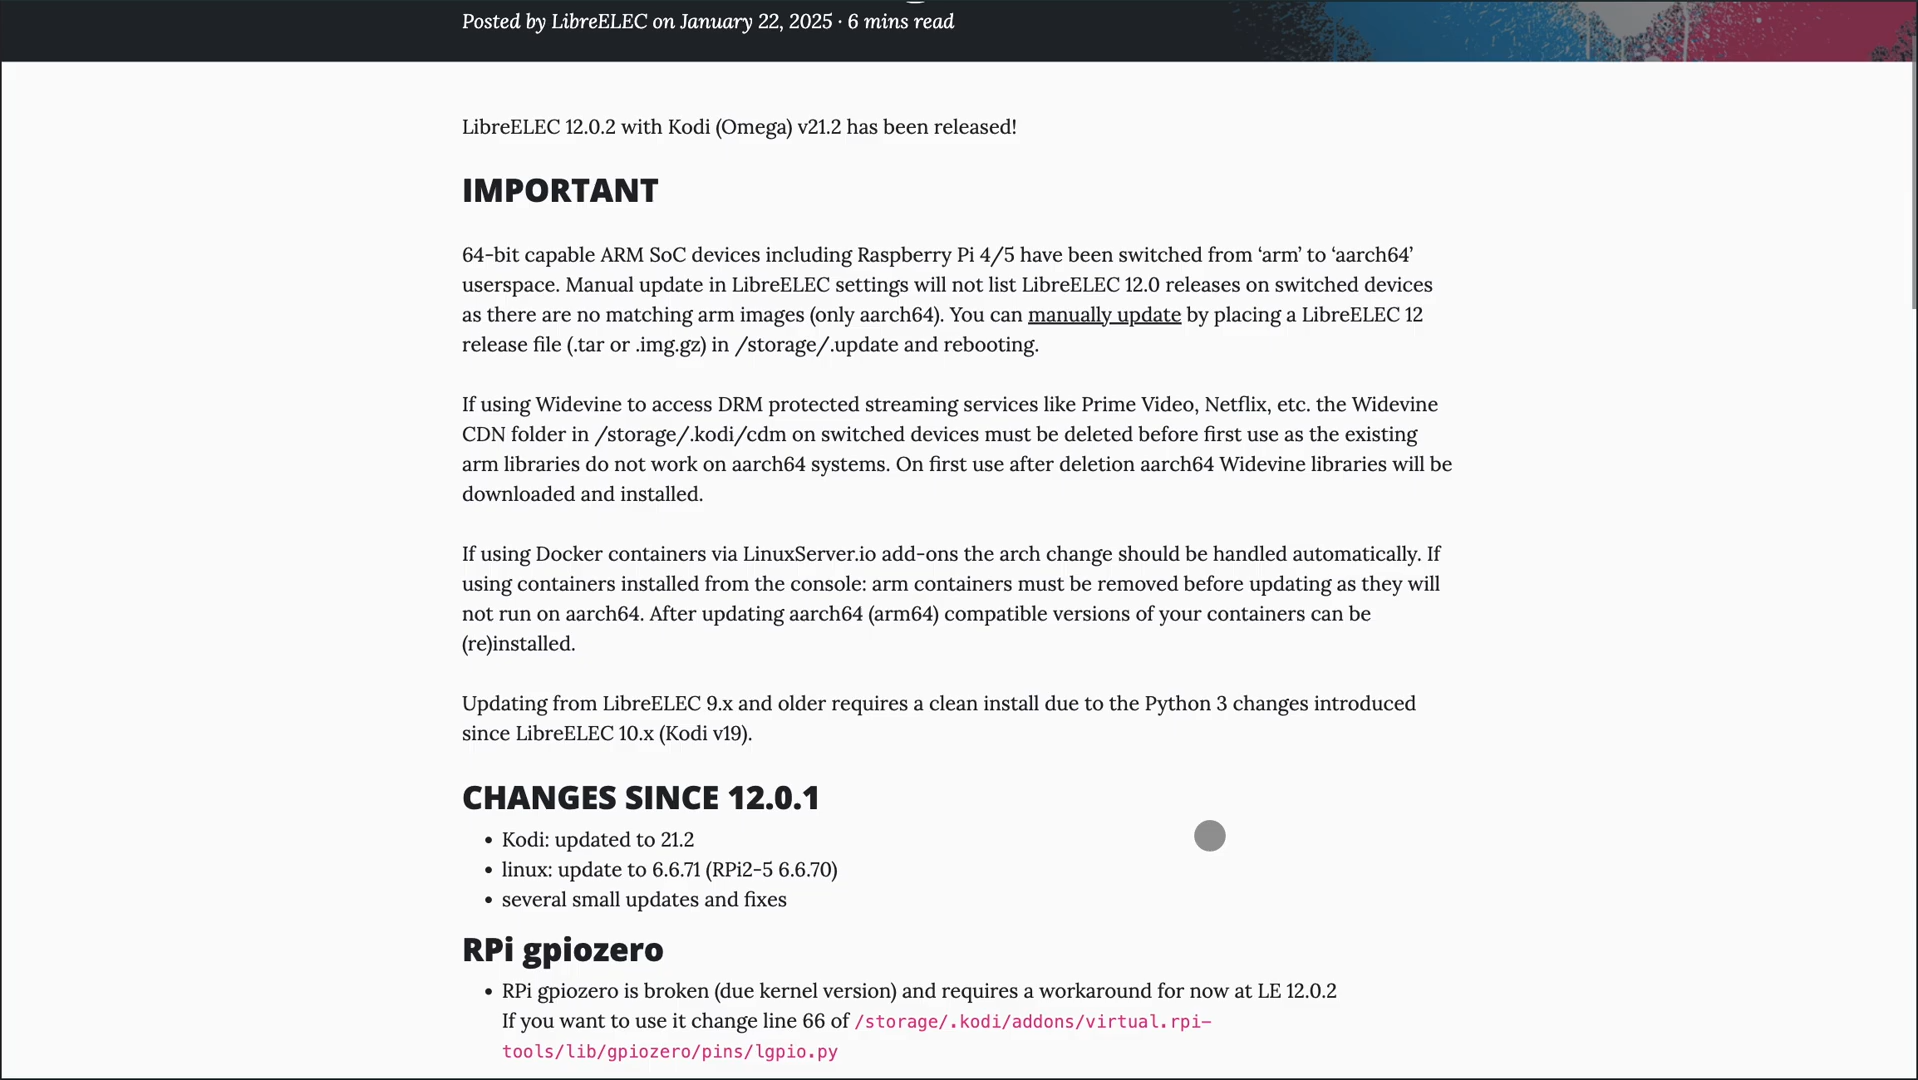 Posted by LibreELEC on January 22, 2025 · 6 mins read
LibreELEC 12.0.2 with Kodi (Omega) v21.2 has been released!
IMPORTANT
64-bit capable ARM SoC devices including Raspberry Pi 4/5 have been switched from ‘arm’ to ‘aarch64’
userspace. Manual update in LibreELEC settings will not list LibreELEC 12.0 releases on switched devices
as there are no matching arm images (only aarch64). You can manually update by placing a LibreELEC 12
release file (.tar or .img.gz) in /storage/.update and rebooting.
If using Widevine to access DRM protected streaming services like Prime Video, Netflix, etc. the Widevine
CDN folder in /storage/.kodi/cdm on switched devices must be deleted before first use as the existing
arm libraries do not work on aarch64 systems. On first use after deletion aarch64 Widevine libraries will be
downloaded and installed.
If using Docker containers via LinuxServer.io add-ons the arch change should be handled automatically. If
using containers installed from the console: arm containers must be removed before updating as they will
not run on aarch64. After updating aarch64 (arm64) compatible versions of your containers can be
(re)installed.
Updating from LibreELEC 9.x and older requires a clean install due to the Python 3 changes introduced
since LibreELEC 10.x (Kodi v19).
CHANGES SINCE 12.0.1
• Kodi: updated to 21.2
• linux: update to 6.6.71 (RPi2-5 6.6.70)
• several small updates and fixes
RPi gpiozero
• RPi gpiozero is broken (due kernel version) and requires a workaround for now at LE 12.0.2
If you want to use it change line 66 of /storage/.kodi/addons/virtual.rpi-
tools/lib/gpiozero/pins/lgpio.py